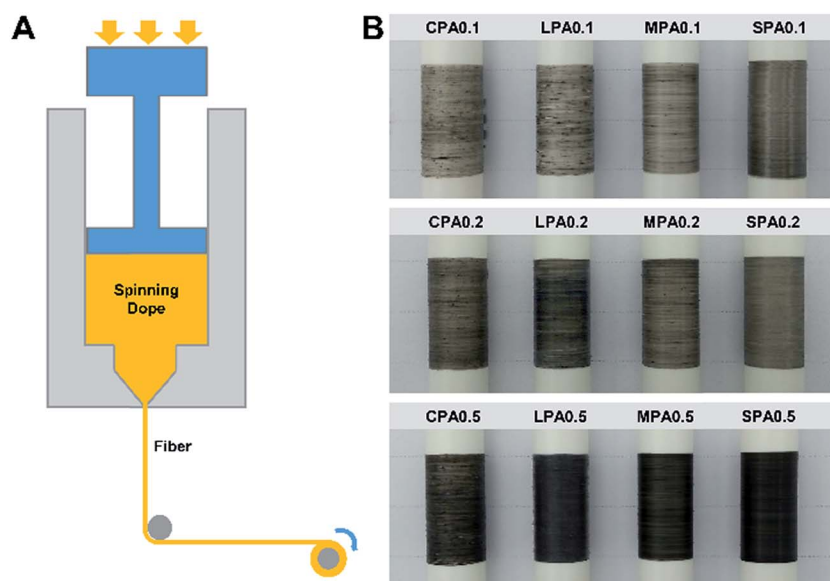 A
Spinning
Dope
Fiber
B
CPA0.1 LPA0.1 MPA0.1 SPA0.1
CPA0.2 LPA0.2 MPA0.2 SPA0.2
CPA0.5 LPA0.5 MPA0.5 SPA0.5